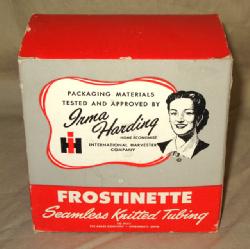 PACKAGING MATERIALS
TESTED AND APPROVED BY
Irma Harding
HOME ECONOMIST
IH
INTERNATIONAL HARVESTER
COMPANY
FROSTINETTE
Seamless Knitted Tubing